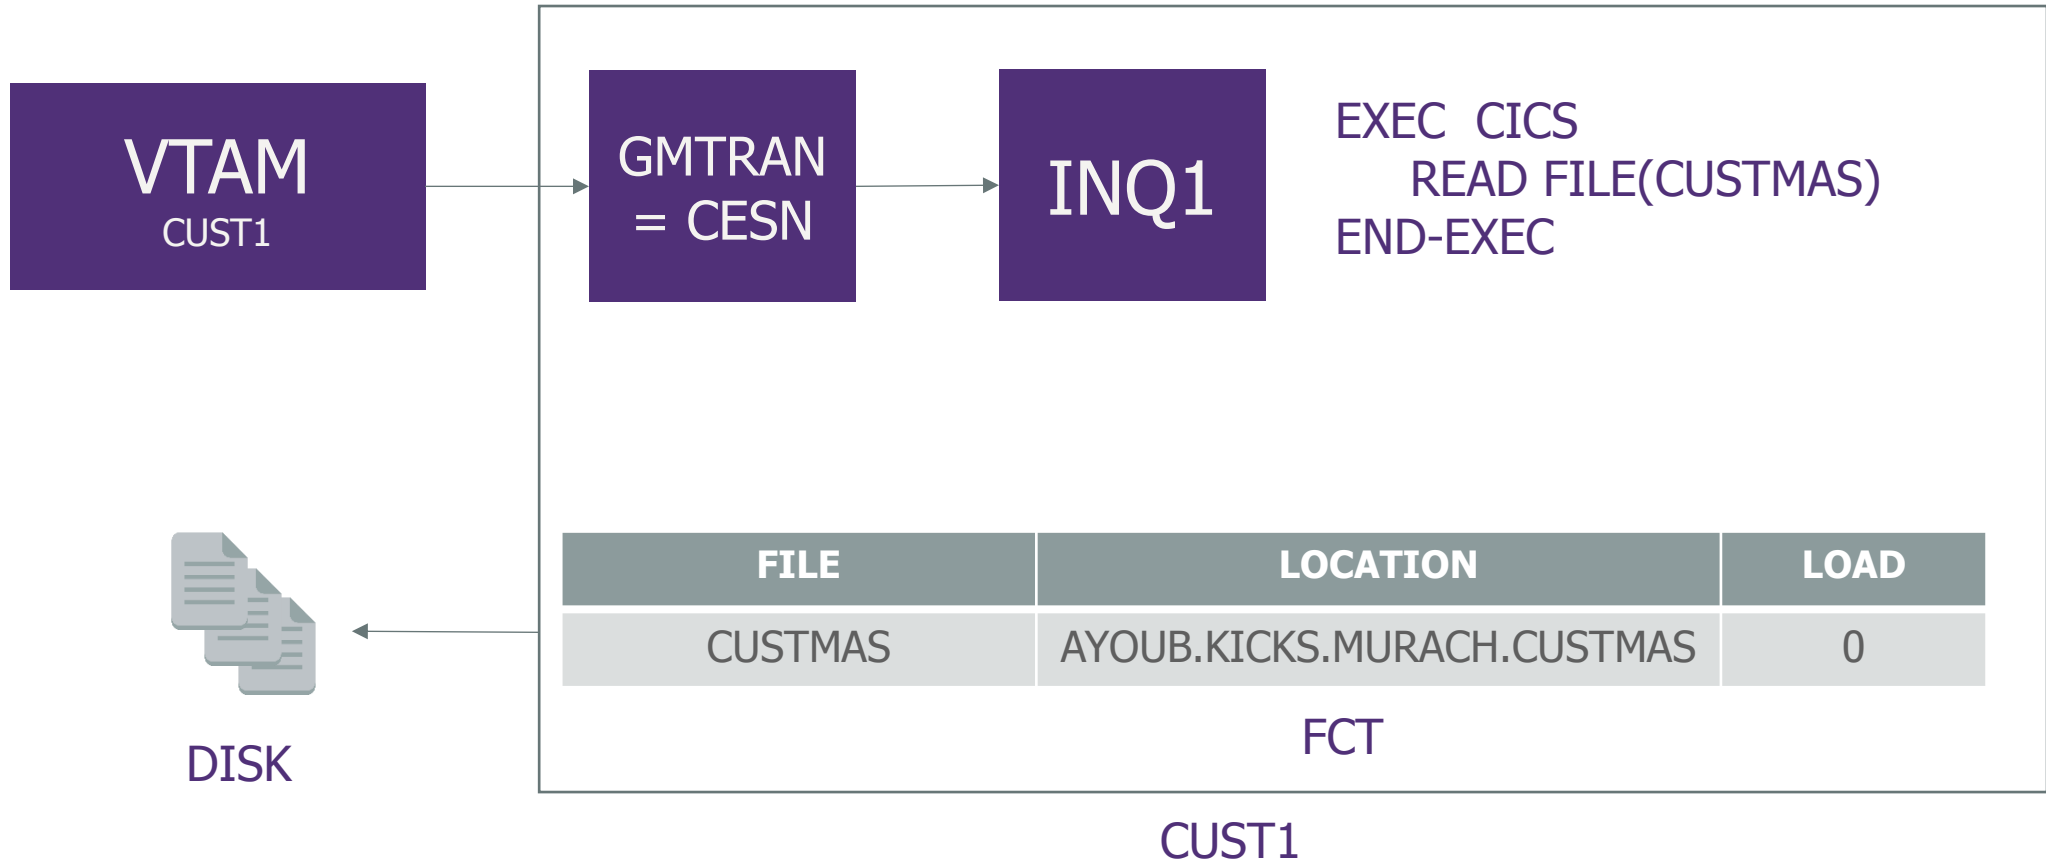 VTAM
CUST1
GMTRAN
= CESN
INQ1
EXEC CICS
READ FILE(CUSTMAS)
END-EXEC
FILE LOCATION LOAD
CUSTMAS AYOUB.KICKS.MURACH.CUSTMAS 0
FCT
DISK
CUST1